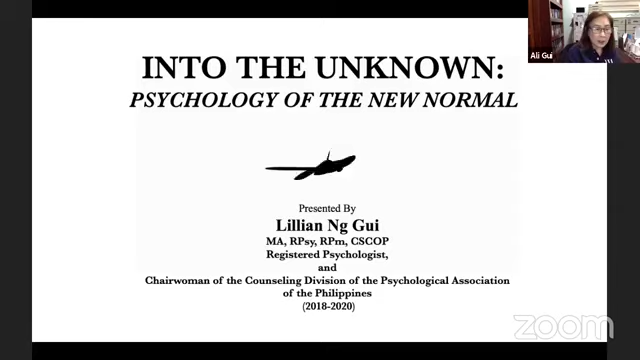 INTO THE UNKNOWN:
PSYCHOLOGY OF THE NEW NORMAL
Presented By
Lillian Ng Gui
MA, RPsy, RPm, CSCOP
Registered Psychologist,
and
Chairwoman of the Counseling Division of the Psychological Association
of the Philippines
(2018-2020)
Ali Gui
zoom